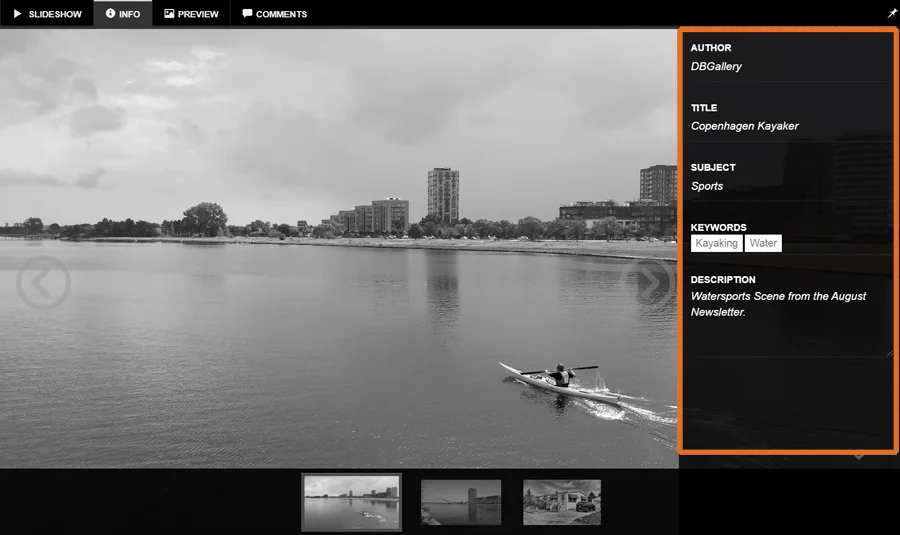 SLIDESHOW
INFO
PREVIEW
COMMENTS
AUTHOR
DBGallery
TITLE
Copenhagen Kayaker
SUBJECT
Sports
KEYWORDS
Kayaking Water
DESCRIPTION
Watersports Scene from the August
Newsletter.